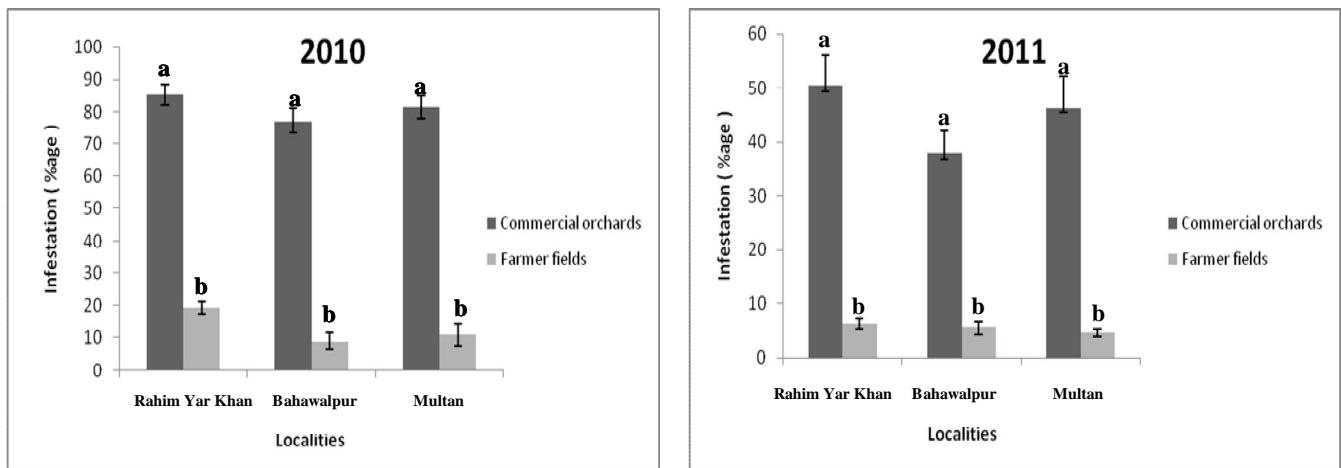 2010
Infestation ( %age )
100
90
80
70
60
50
40
30
20
10
0
a
a
a
b
b
b
Commercial orchards
Farmer fields
Rahim Yar Khan Bahawalpur Multan
Localities
2011
Infestation ( %age )
60
50
40
30
20
10
0
a
a
a
b
b
b
Commercial orchards
Farmer fields
Rahim Yar Khan Bahawalpur Multan
Localities